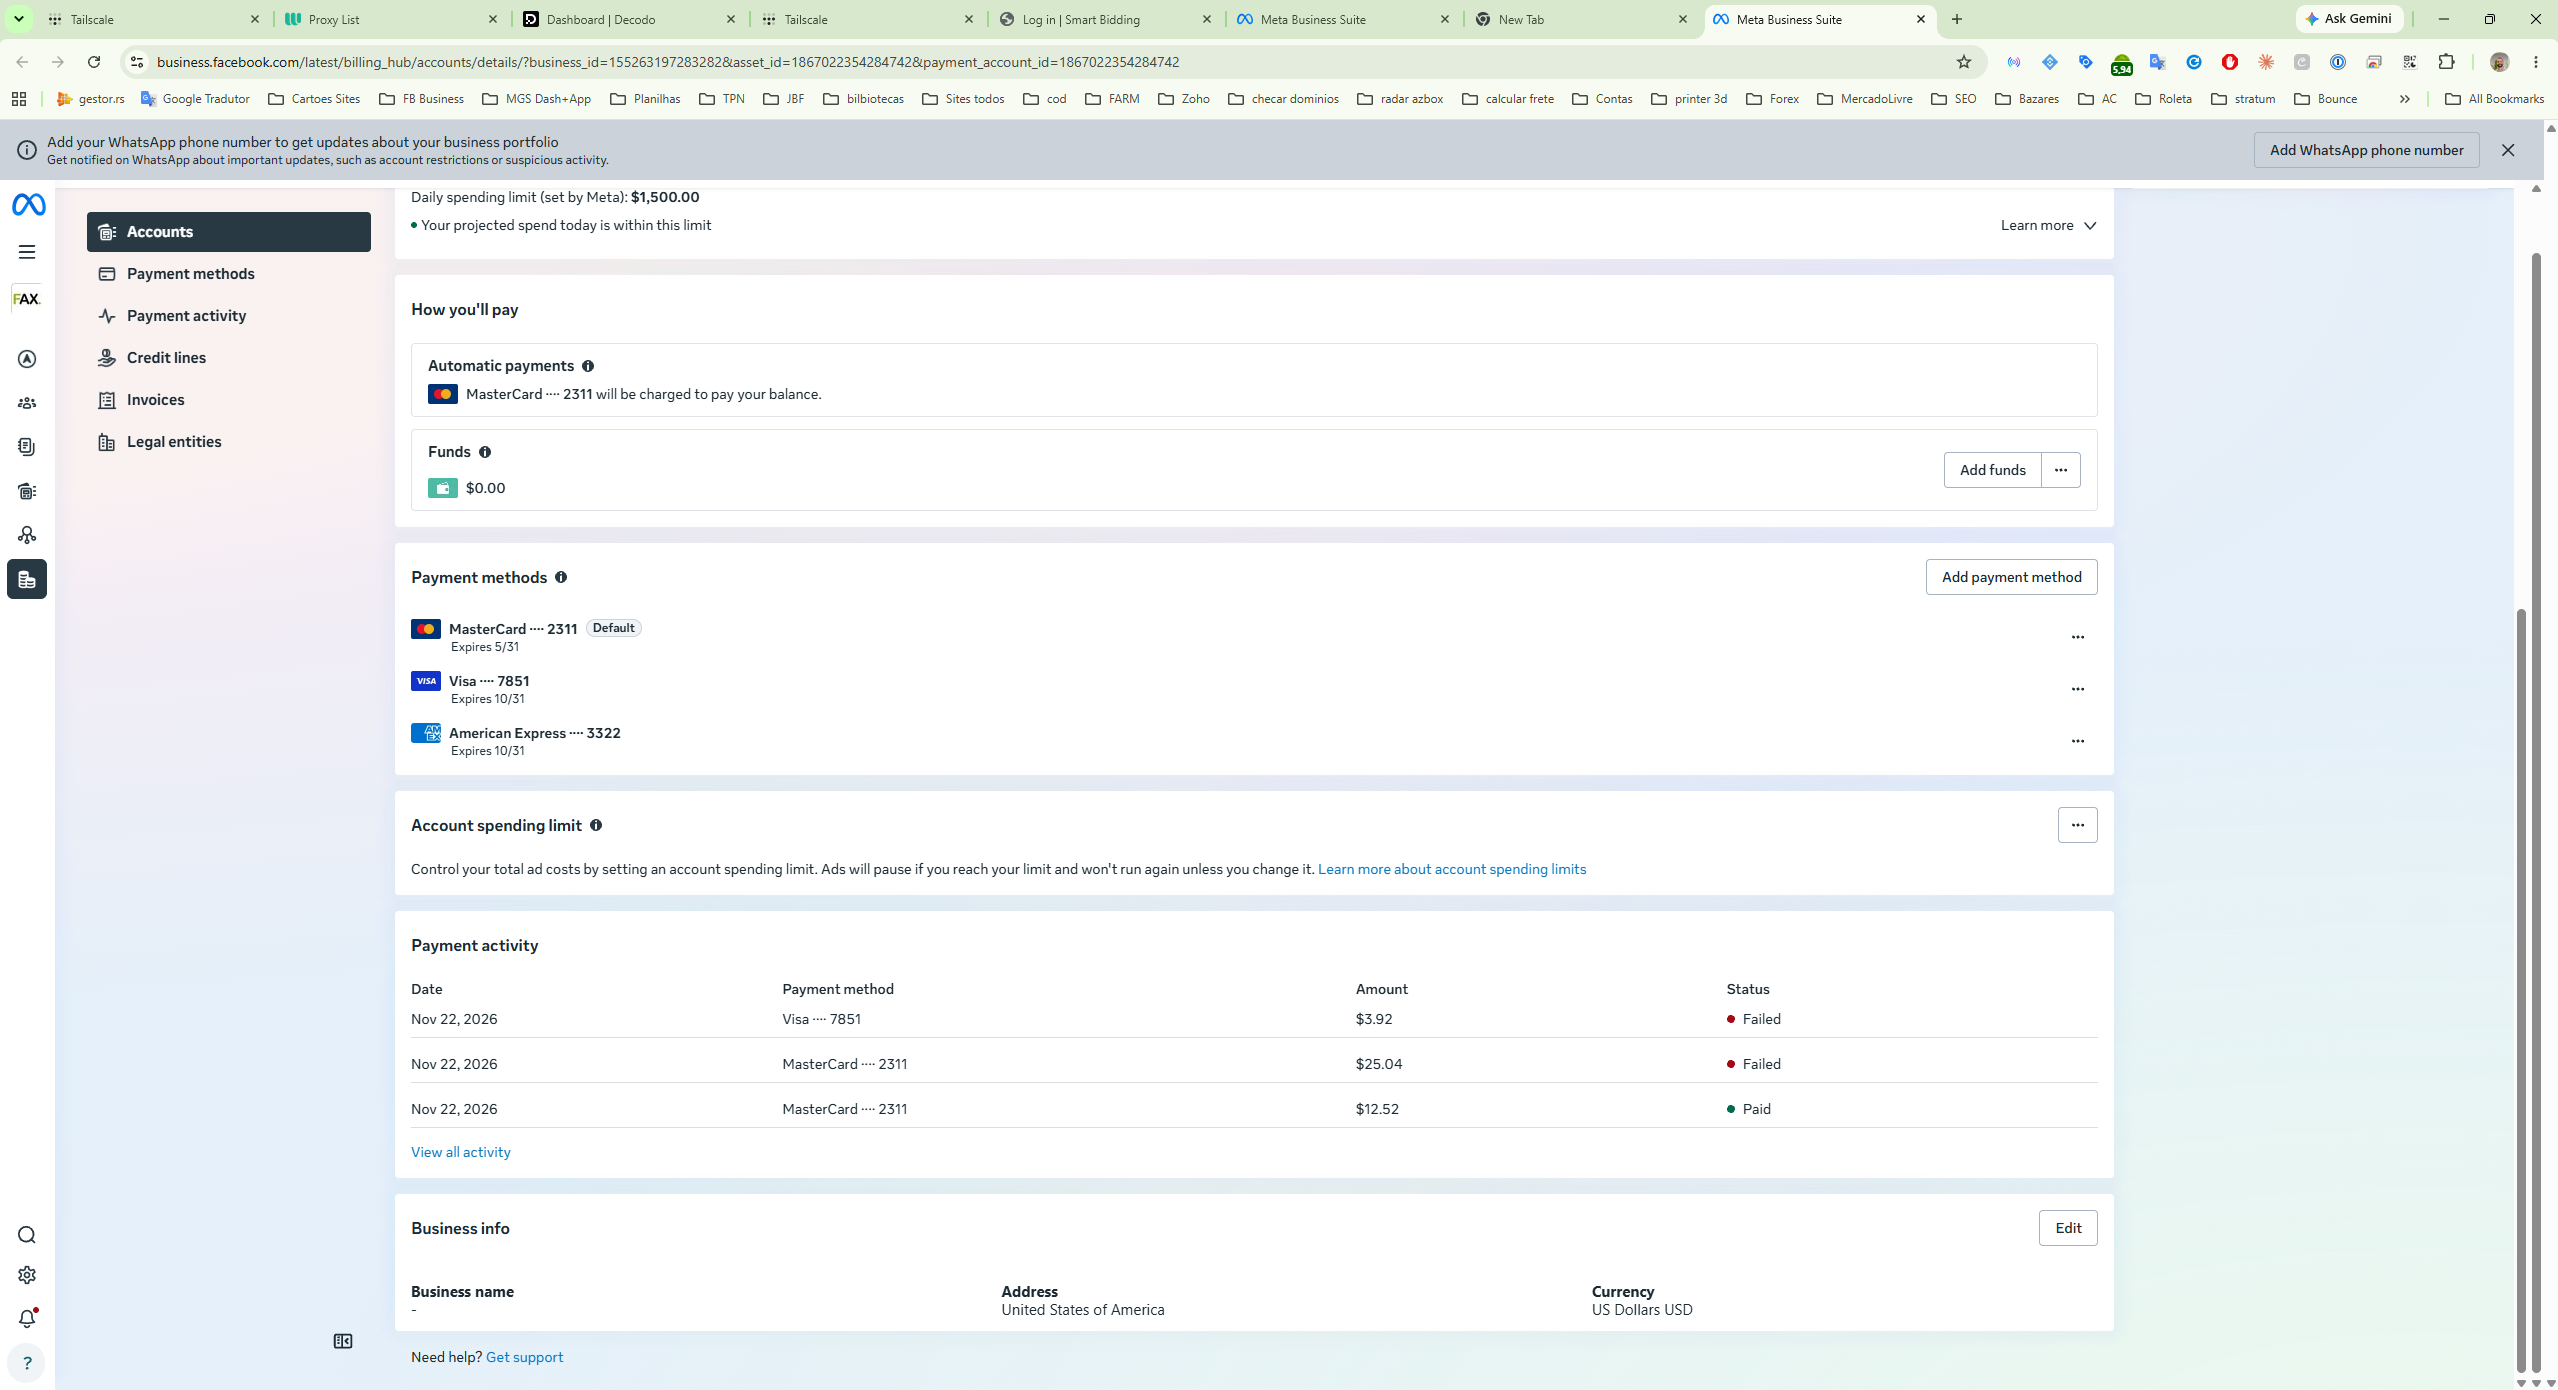 Tailscale
Proxy List
Dashboard | Decodo
Tailscale
Log in | Smart Bidding
Meta Business Suite
New Tab
Meta Business Suite
Ask Gemini
business.facebook.com/latest/billing_hub/accounts/details/?business_id=155263197283282&asset_id=1867022354284742&payment_account_id=1867022354284742
5,94
gestor.rs
Google Tradutor
Cartoes Sites
FB Business
MGS Dash+App
Planilhas
TPN
JBF
bilbiotecas
Sites todos
cod
FARM
Zoho
checar dominios
radar azbox
calcular frete
Contas
printer 3d
Forex
MercadoLivre
SEO
Bazares
AC
Roleta
stratum
Bounce
All Bookmarks
Add your WhatsApp phone number to get updates about your business portfolio
Get notified on WhatsApp about important updates, such as account restrictions or suspicious activity.
Add WhatsApp phone number
FAX.
Accounts
Payment methods
Payment activity
Credit lines
Invoices
Legal entities
Daily spending limit (set by Meta): $1,500.00
Your projected spend today is within this limit
Learn more
How you'll pay
Automatic payments
MasterCard ···· 2311 will be charged to pay your balance.
Funds
$0.00
Add funds
Payment methods
Add payment method
MasterCard ···· 2311 Default
Expires 5/31
VISA Visa ···· 7851
Expires 10/31
AM EX American Express ···· 3322
Expires 10/31
Account spending limit
Control your total ad costs by setting an account spending limit. Ads will pause if you reach your limit and won't run again unless you change it. Learn more about account spending limits
Payment activity
Date Payment method Amount Status
Nov 22, 2026 Visa ···· 7851 $3.92 Failed
Nov 22, 2026 MasterCard ···· 2311 $25.04 Failed
Nov 22, 2026 MasterCard ···· 2311 $12.52 Paid
View all activity
Business info
Edit
Business name Address Currency
- United States of America US Dollars USD
Need help? Get support